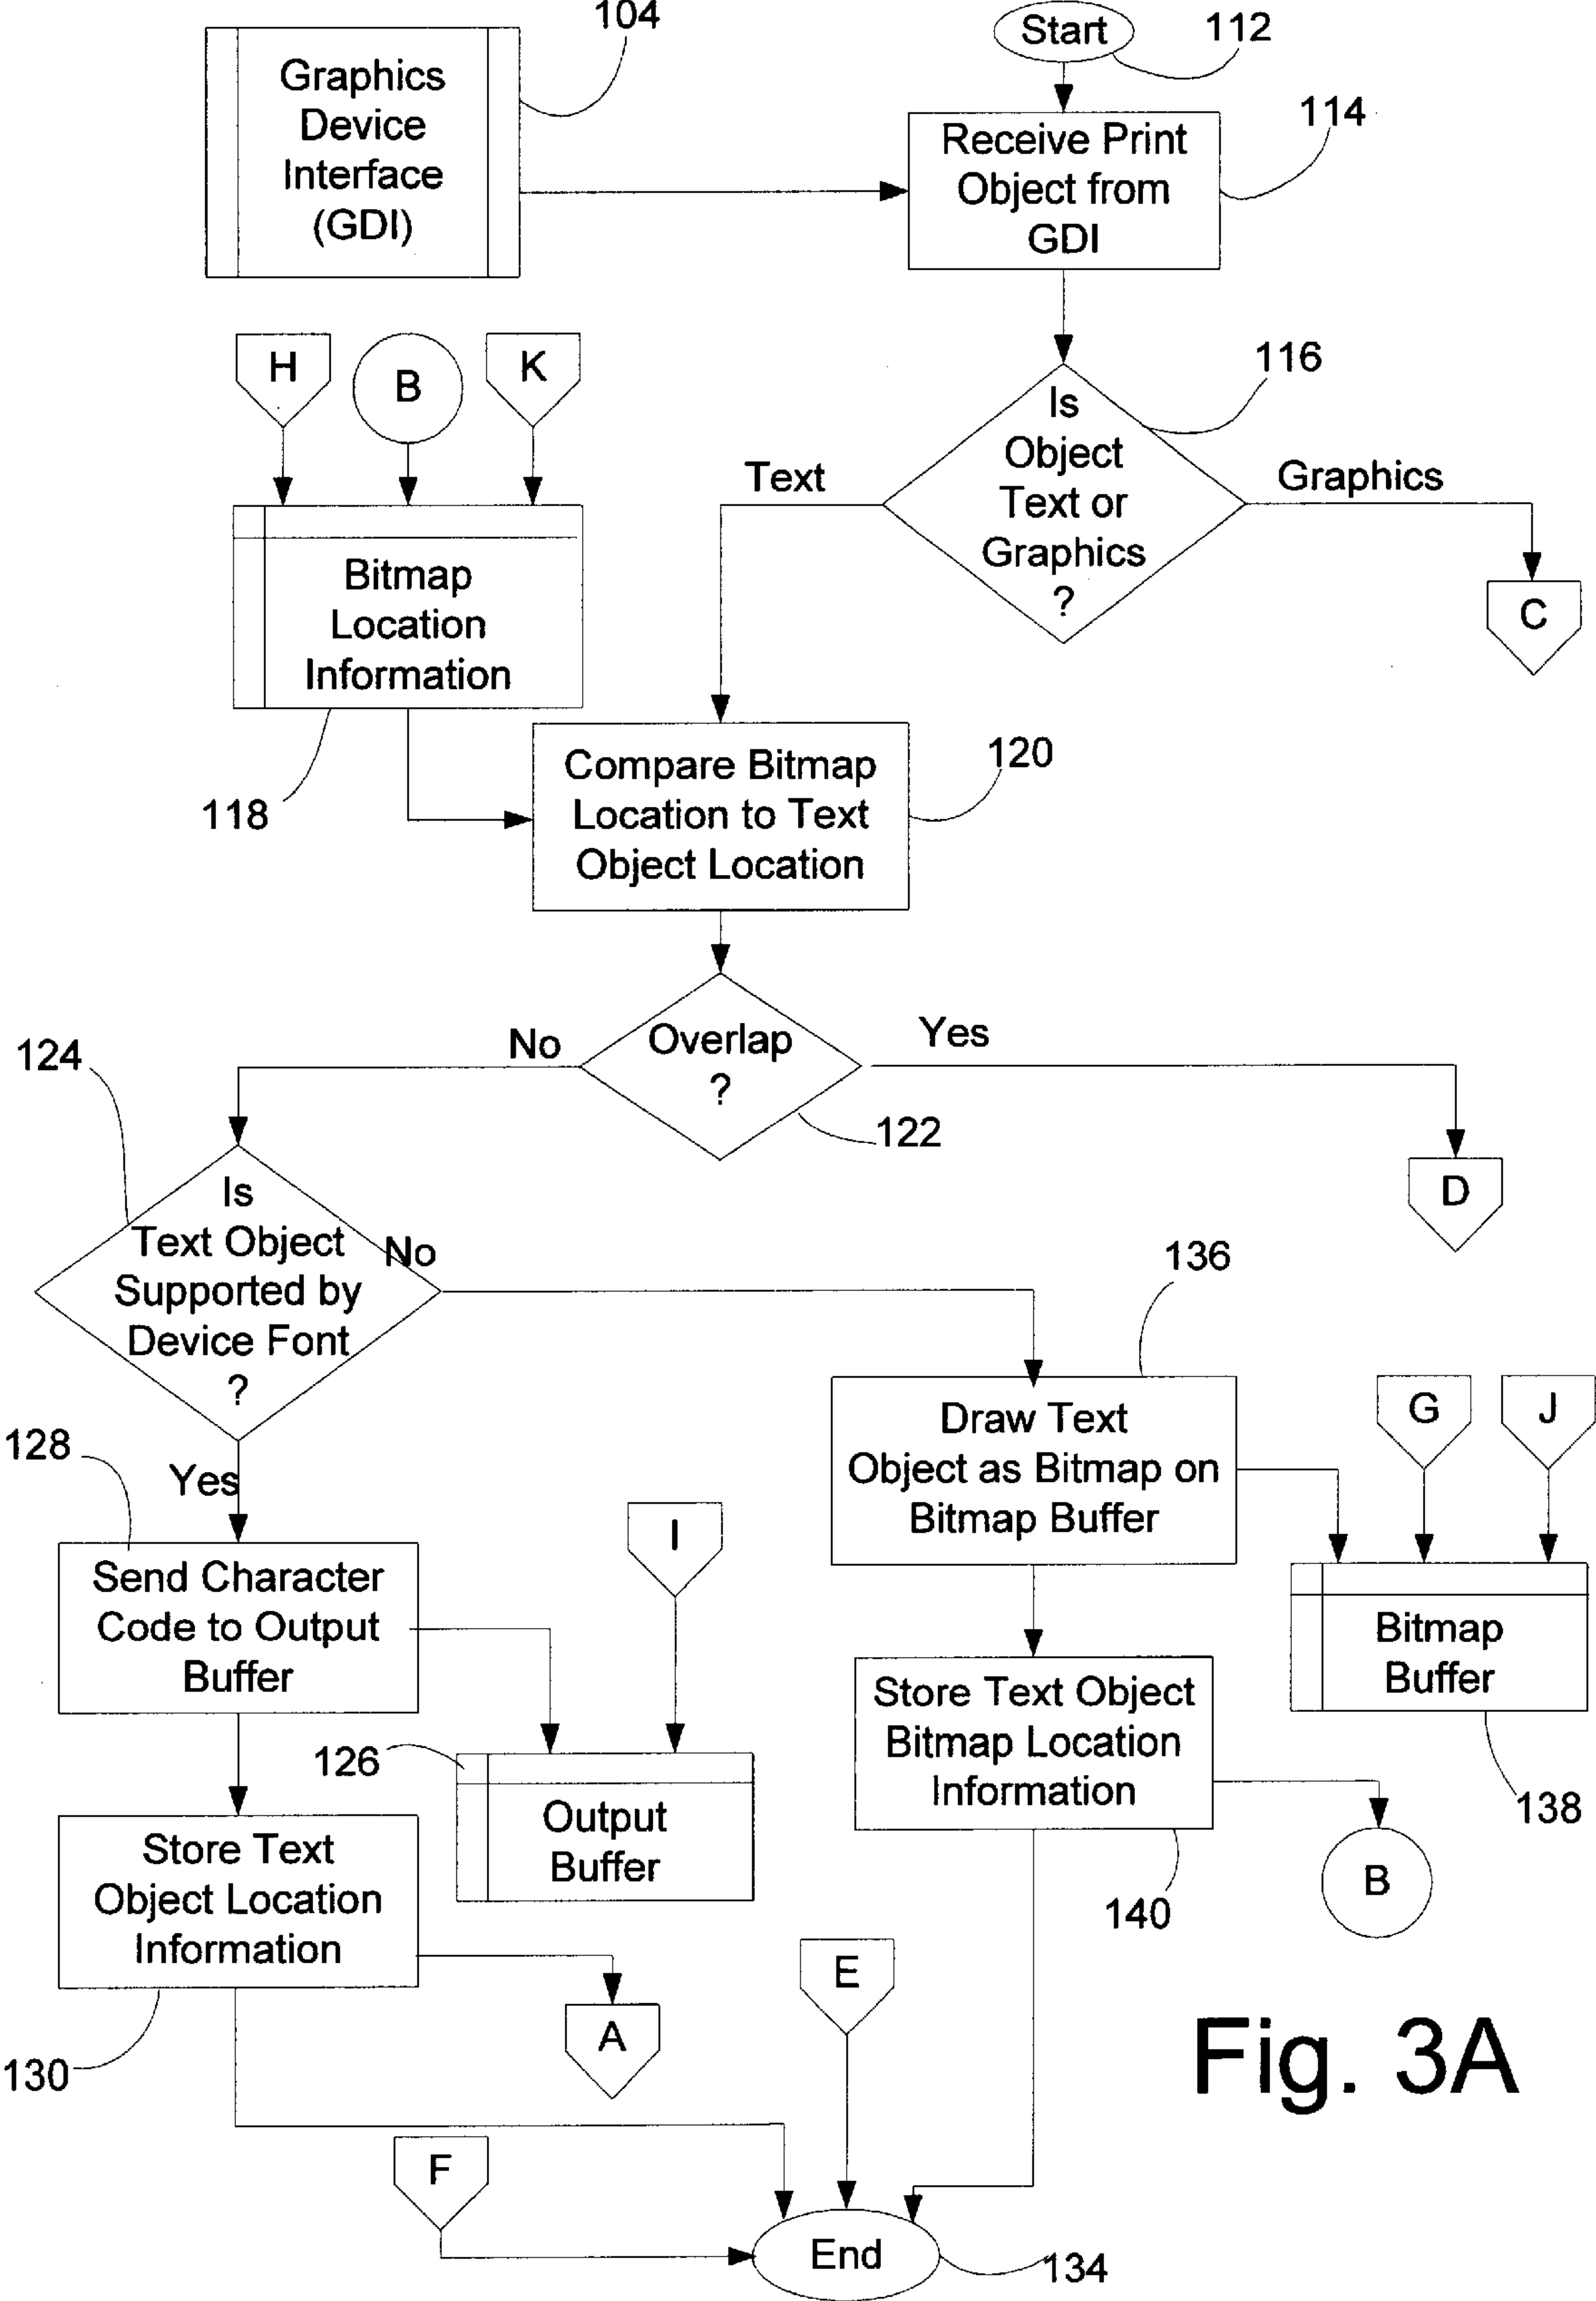 104
Graphics
Device
Interface
(GDI)
Start
112
Receive Print
Object from
GDI
114
H
B
K
Is
Object
Text or
Graphics
?
116
Text
Graphics
C
Bitmap
Location
Information
118
Compare Bitmap
Location to Text
Object Location
120
Overlap
?
No
Yes
122
D
124
Is
Text Object
Supported by
Device Font
?
No
Yes
136
Draw Text
Object as Bitmap on
Bitmap Buffer
G
J
Bitmap
Buffer
138
128
Send Character
Code to Output
Buffer
I
126
Output
Buffer
Store Text Object
Bitmap Location
Information
140
B
Store Text
Object Location
Information
130
A
E
F
End
134
Fig. 3A